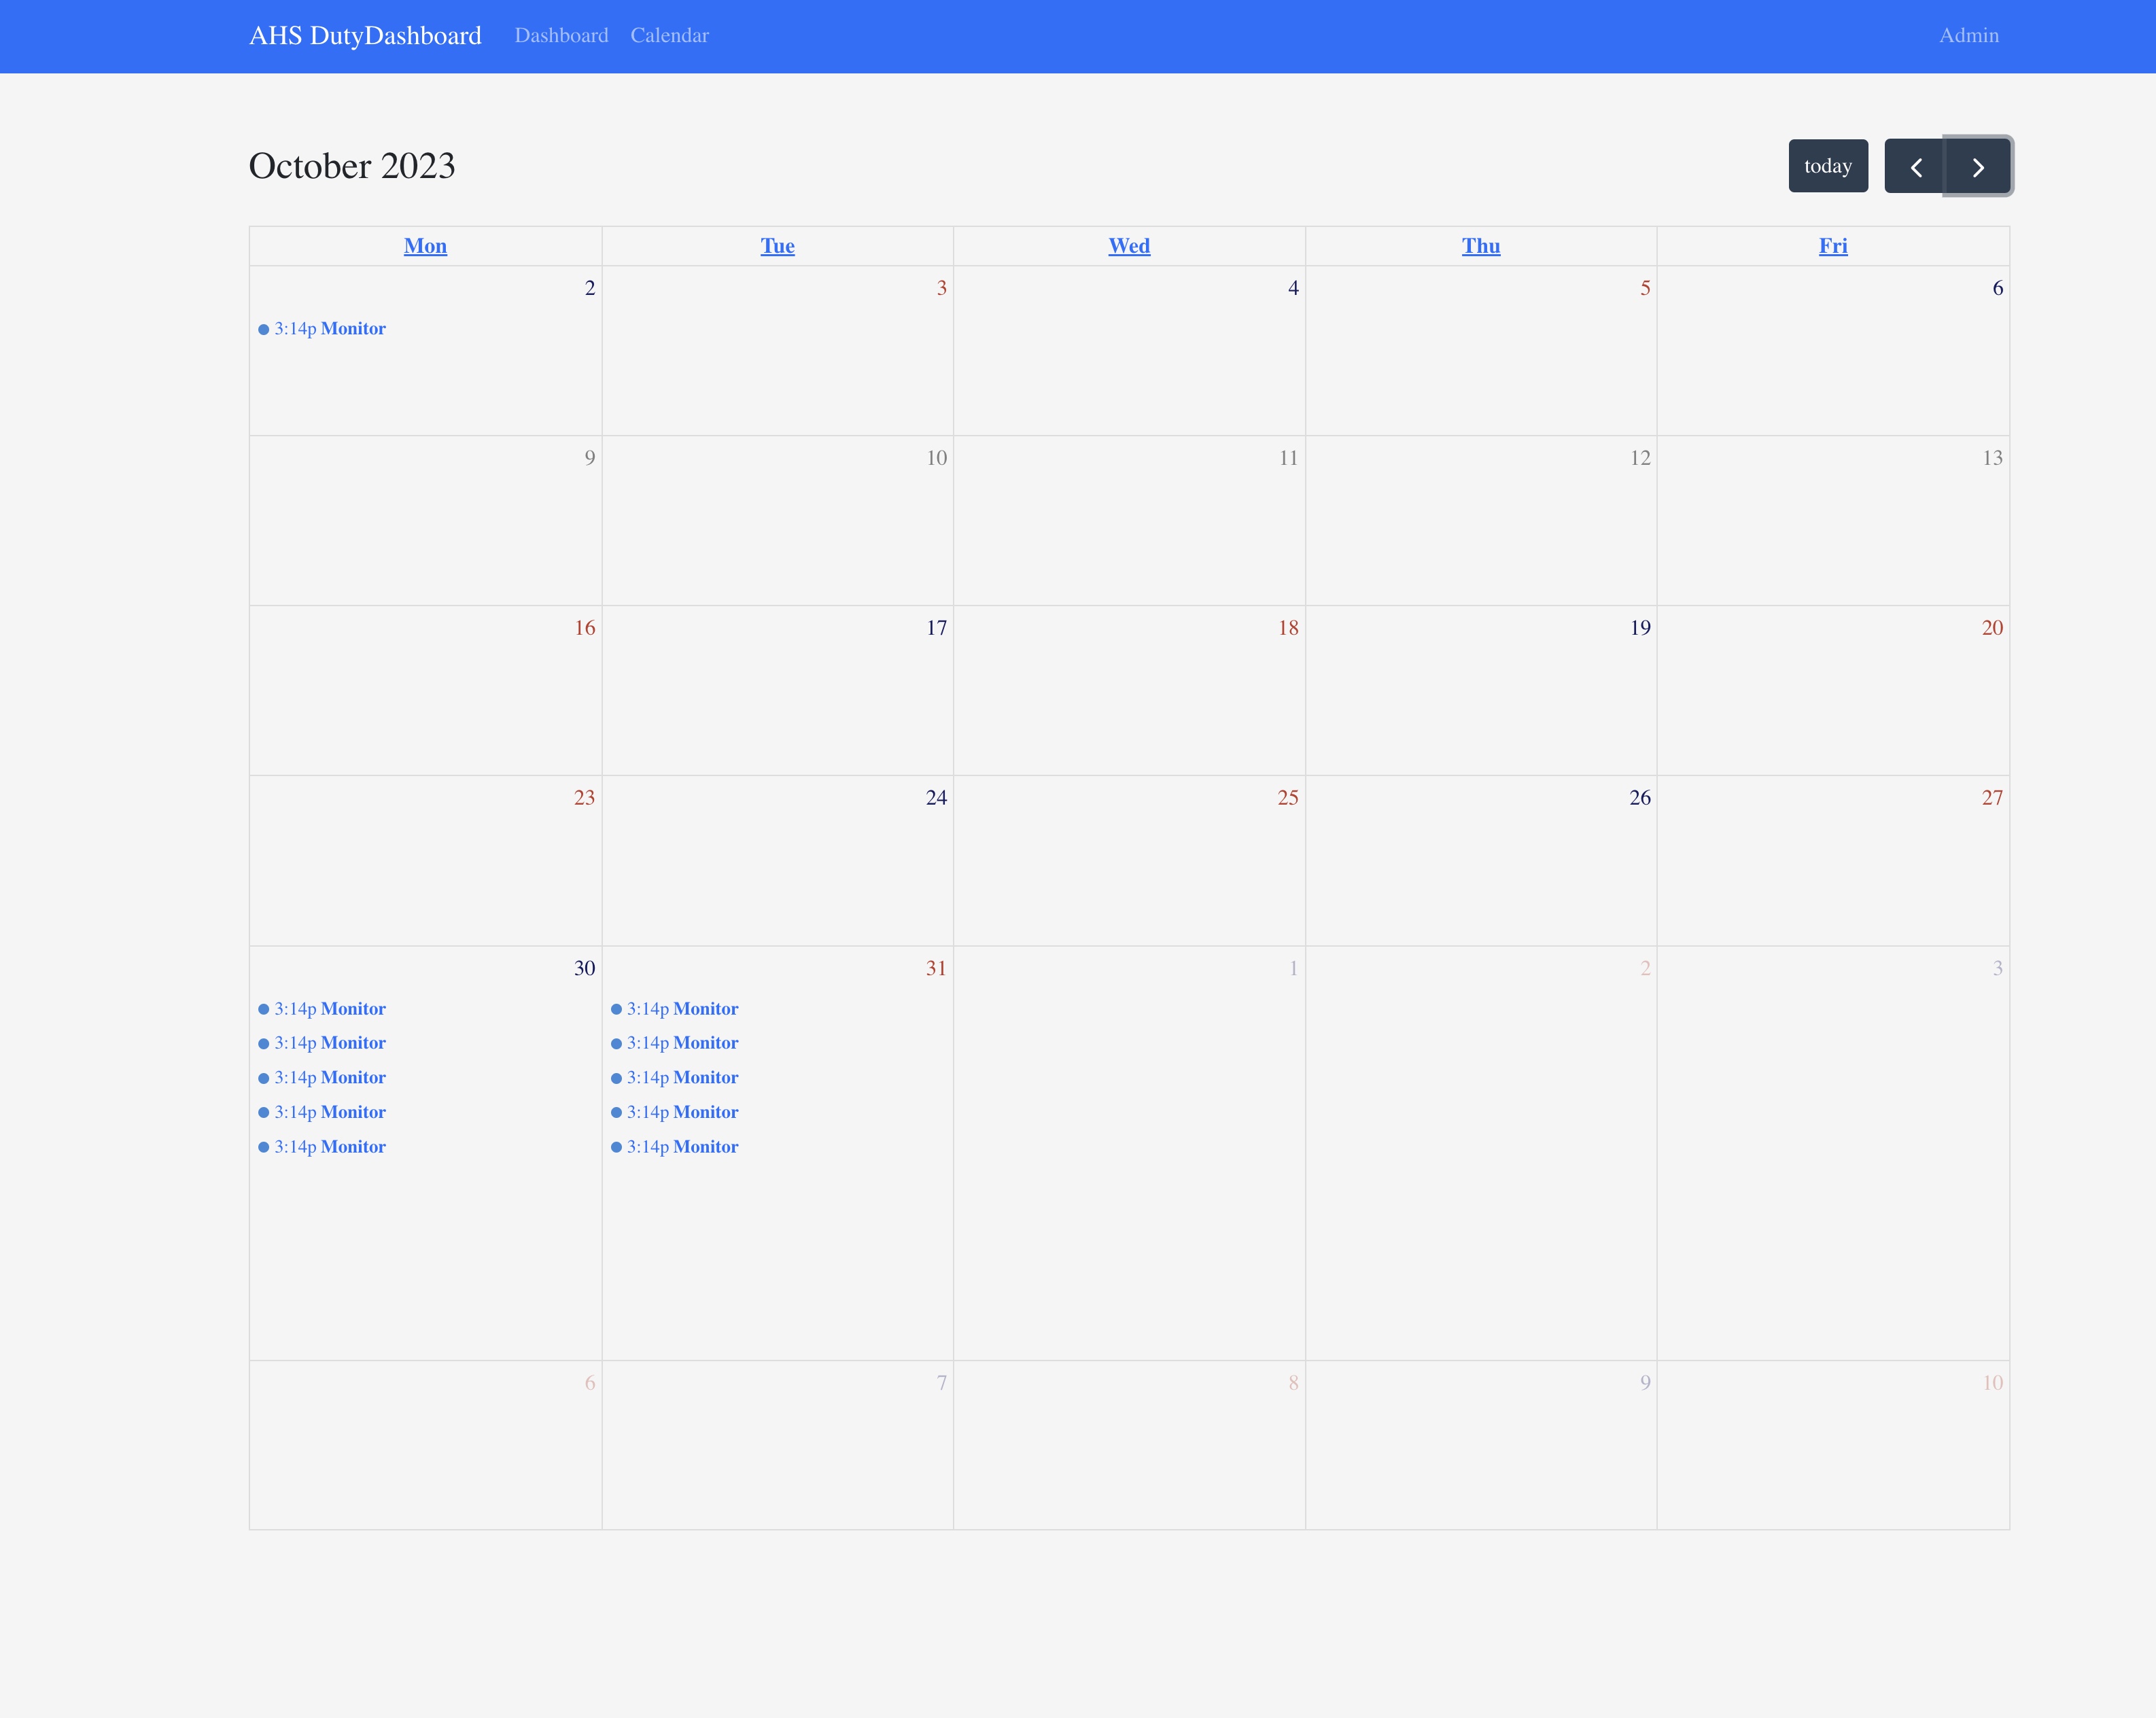 AHS DutyDashboard Dashboard Calendar Admin
October 2023 today
Mon Tue Wed Thu Fri
2 3 4 5 6
3:14p Monitor
9 10 11 12 13
16 17 18 19 20
23 24 25 26 27
30 31 1 2 3
3:14p Monitor 3:14p Monitor
3:14p Monitor 3:14p Monitor
3:14p Monitor 3:14p Monitor
3:14p Monitor 3:14p Monitor
3:14p Monitor 3:14p Monitor
6 7 8 9 10